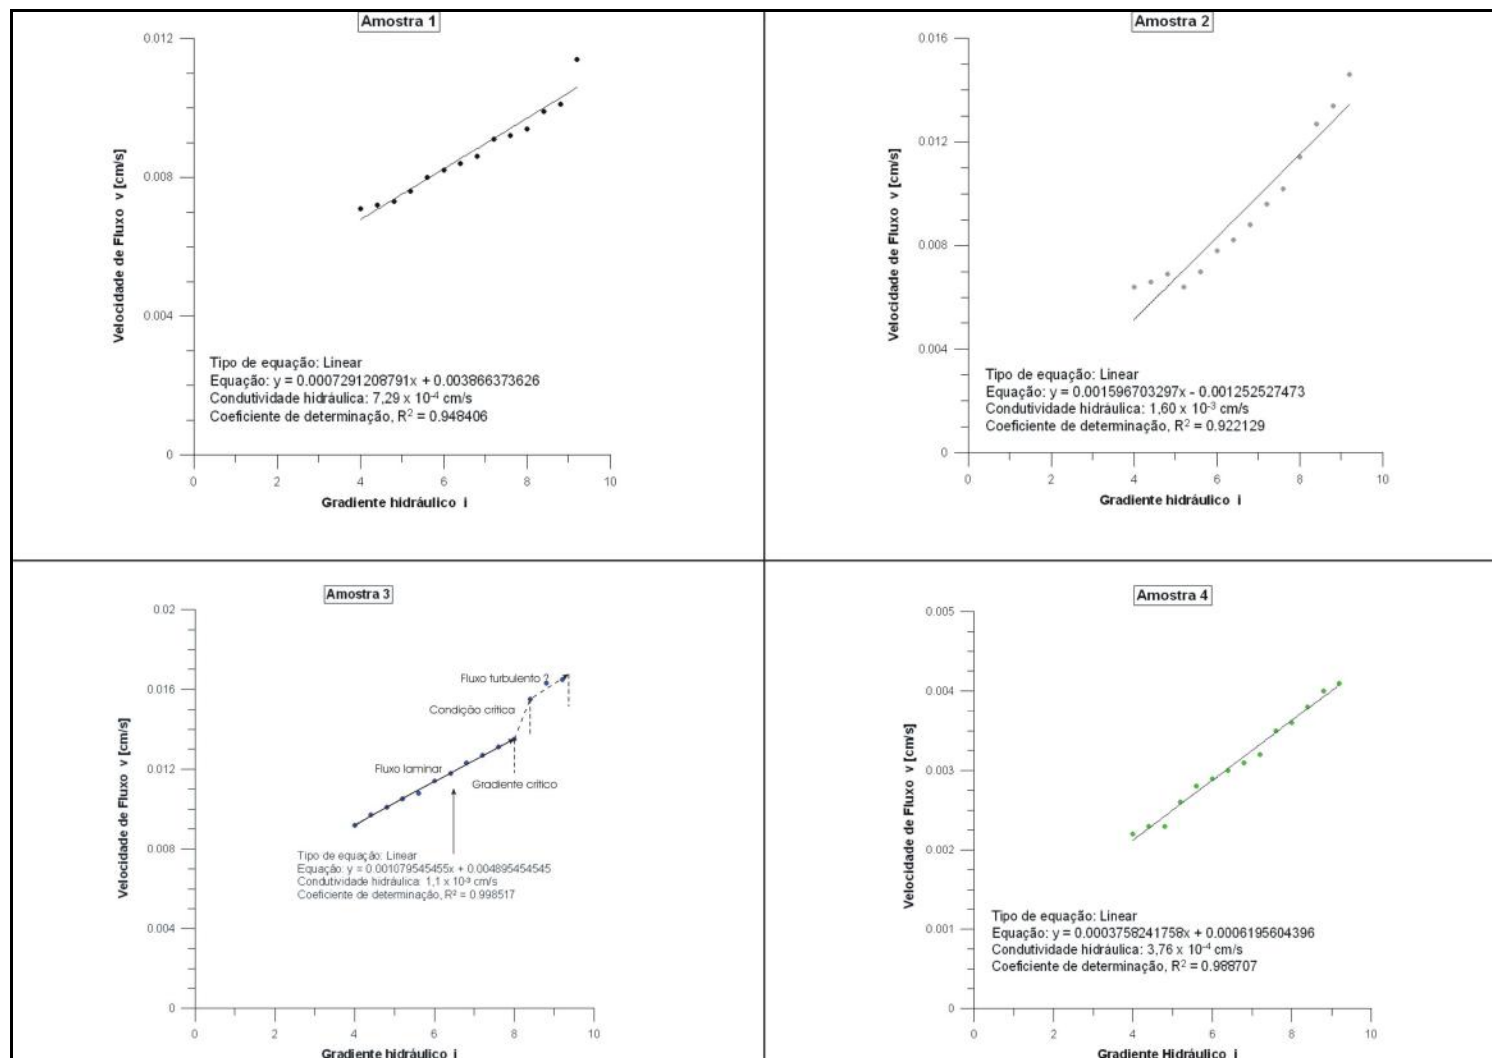 Amostra 1
0.012
0.008
0.004
0
0
2
4
6
8
10
Velocidade de Fluxo v [cm/s]
Tipo de equação: Linear
Equação: y = 0.0007291208791x + 0.003866373626
Condutividade hidráulica: 7,29 x 10⁻⁴ cm/s
Coeficiente de determinação, R² = 0.948406
Gradiente hidráulico i
Amostra 2
0.016
0.012
0.008
0.004
0
0
2
4
6
8
10
Velocidade de Fluxo v [cm/s]
Tipo de equação: Linear
Equação: y = 0.001596703297x - 0.001252527473
Condutividade hidráulica: 1,60 x 10⁻³ cm/s
Coeficiente de determinação, R² = 0.922129
Gradiente hidráulico i
Amostra 3
0.02
0.016
0.012
0.008
0.004
0
0
2
4
6
8
10
Velocidade de Fluxo v [cm/s]
Fluxo turbulento ?
Condição crítica
Fluxo laminar
Gradiente crítico
Tipo de equação: Linear
Equação: y = 0.001079545455x + 0.004895454545
Condutividade hidráulica: 1,1 x 10⁻³ cm/s
Coeficiente de determinação, R² = 0.998517
Gradiente hidráulico i
Amostra 4
0.005
0.004
0.003
0.002
0.001
0
0
2
4
6
8
10
Velocidade de Fluxo v [cm/s]
Tipo de equação: Linear
Equação: y = 0.0003758241758x + 0.0006195604396
Condutividade hidráulica: 3,76 x 10⁻⁴ cm/s
Coeficiente de determinação, R² = 0.988707
Gradiente Hidráulico i